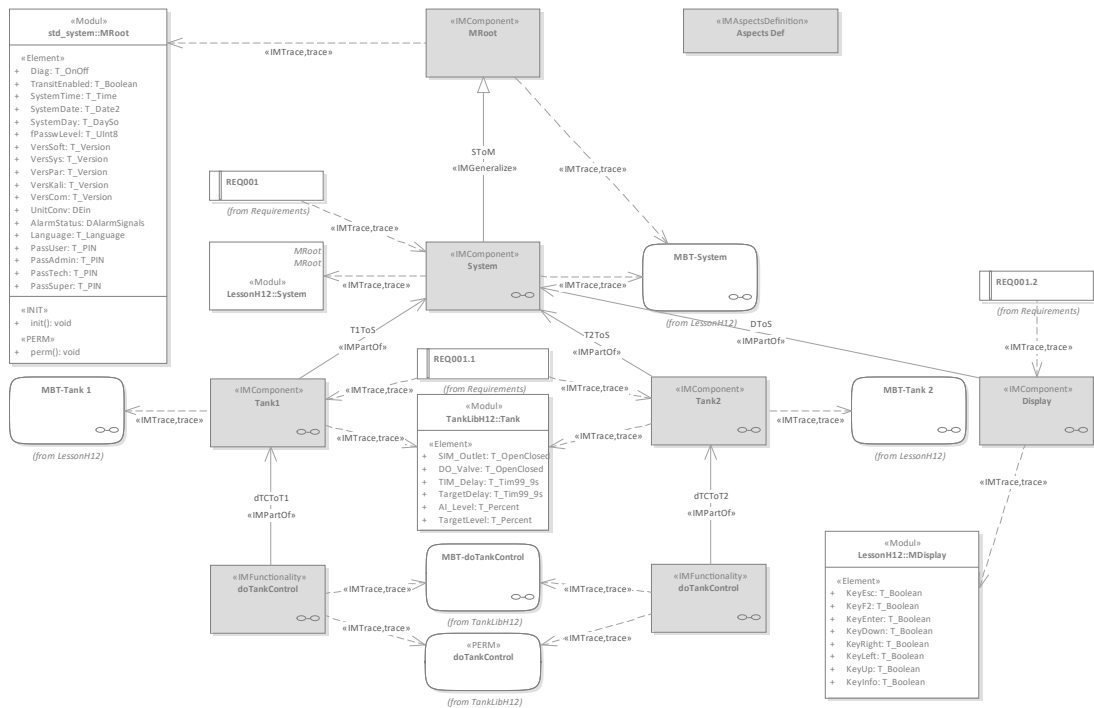 «Modul»
std_system::MRoot
«Element»
+ Diag: T_OnOff
+ TransitEnabled: T_Boolean
+ SystemTime: T_Time
+ SystemDate: T_Date2
+ SystemDay: T_DaySo
+ fPasswLevel: T_UInt8
+ VersSoft: T_Version
+ VersSys: T_Version
+ VersPar: T_Version
+ VersKali: T_Version
+ VersCom: T_Version
+ UnitConv: DEin
+ AlarmStatus: DAlarmSignals
+ Language: T_Language
+ PassUser: T_PIN
+ PassAdmin: T_PIN
+ PassTech: T_PIN
+ PassSuper: T_PIN
«INIT»
+ init(): void
«PERM»
+ perm(): void
«IMTrace,trace»
«IMComponent»
MRoot
«IMAspectsDefinition»
Aspects Def
SToM
«IMGeneralize»
«IMTrace,trace»
REQ001
(from Requirements)
«IMTrace,trace»
MRoot
MRoot
«Modul»
LessonH12::System
«IMTrace,trace»
«IMComponent»
System
«IMTrace,trace»
MBT-System
(from LessonH12)
REQ001.2
(from Requirements)
«IMTrace,trace»
T1ToS
«IMPartOf»
T2ToS
«IMPartOf»
DToS
«IMPartOf»
REQ001.1
(from Requirements)
«IMTrace,trace»
«IMTrace,trace»
MBT-Tank 1
(from LessonH12)
«IMTrace,trace»
«IMComponent»
Tank1
«IMTrace,trace»
«Modul»
TankLibH12::Tank
«Element»
+ SIM_Outlet: T_OpenClosed
+ DO_Valve: T_OpenClosed
+ TIM_Delay: T_Tim99_9s
+ TargetDelay: T_Tim99_9s
+ AI_Level: T_Percent
+ TargetLevel: T_Percent
«IMTrace,trace»
«IMComponent»
Tank2
«IMTrace,trace»
MBT-Tank 2
(from LessonH12)
«IMComponent»
Display
«IMTrace,trace»
dTCToT1
«IMPartOf»
dTCToT2
«IMPartOf»
«IMFunctionality»
doTankControl
«IMTrace,trace»
«IMTrace,trace»
MBT-doTankControl
(from TankLibH12)
«PERM»
doTankControl
(from TankLibH12)
«IMTrace,trace»
«IMTrace,trace»
«IMFunctionality»
doTankControl
«Modul»
LessonH12::MDisplay
«Element»
+ KeyEsc: T_Boolean
+ KeyF2: T_Boolean
+ KeyEnter: T_Boolean
+ KeyDown: T_Boolean
+ KeyRight: T_Boolean
+ KeyLeft: T_Boolean
+ KeyUp: T_Boolean
+ KeyInfo: T_Boolean